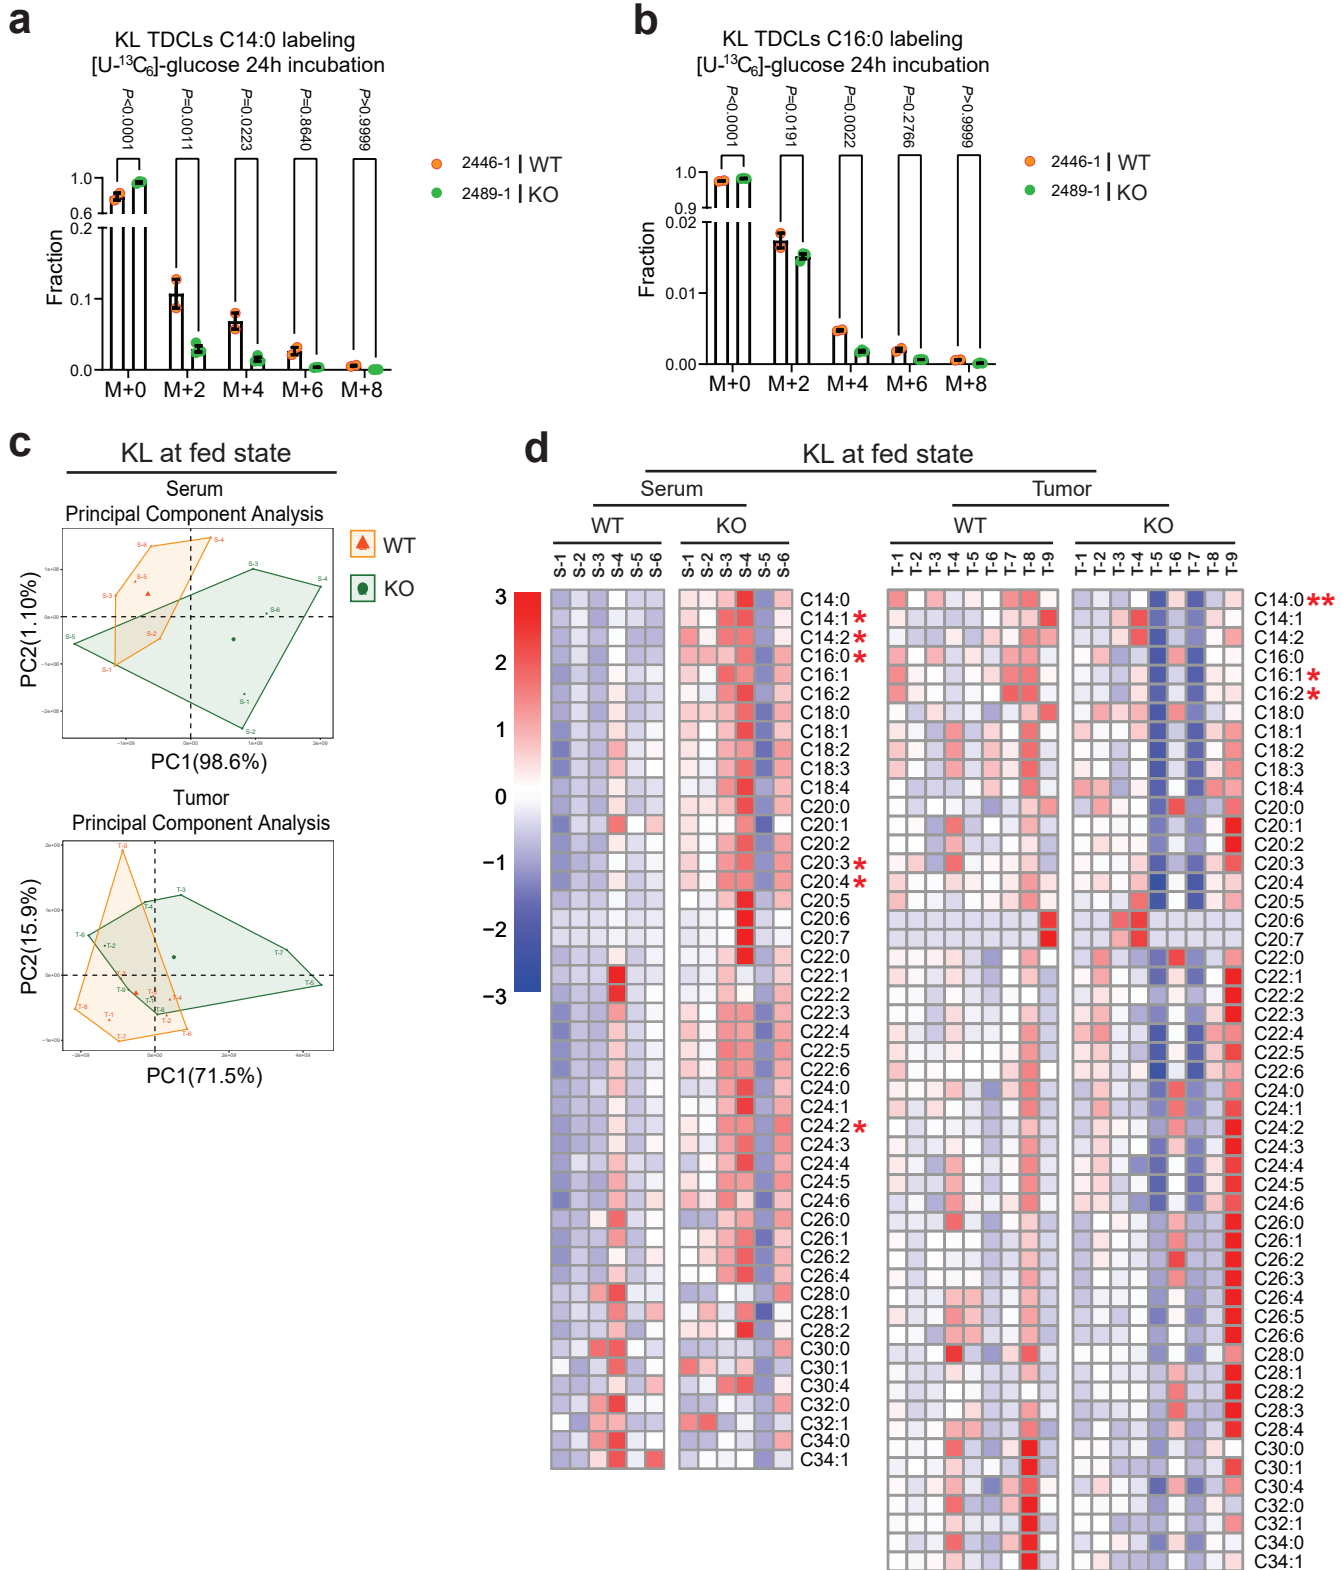 a
KL TDCLs C14:0 labeling
[U-¹³C₆]-glucose 24h incubation
P<0.0001
P=0.0011
P=0.0223
P=0.8640
P>0.9999
2446-1 | WT
2489-1 | KO
Fraction
1.0
0.6
0.2
0.1
0.0
M+0
M+2
M+4
M+6
M+8
b
KL TDCLs C16:0 labeling
[U-¹³C₆]-glucose 24h incubation
P<0.0001
P=0.0191
P=0.0022
P=0.2766
P>0.9999
2446-1 | WT
2489-1 | KO
Fraction
1.0
0.9
0.02
0.01
0.00
M+0
M+2
M+4
M+6
M+8
c
KL at fed state
Serum
Principal Component Analysis
WT
KO
PC2(1.10%)
S-6
S-4
S-5
S-3
S-2
S-1
S-3
S-4
S-6
S-5
S-1
S-2
PC1(98.6%)
Tumor
Principal Component Analysis
PC2(15.9%)
PC1(71.5%)
d
KL at fed state
Serum
WT
KO
S-1
S-2
S-3
S-4
S-5
S-6
S-1
S-2
S-3
S-4
S-5
S-6
3
2
1
0
−1
−2
−3
C14:0
C14:1*
C14:2*
C16:0*
C16:1
C16:2
C18:0
C18:1
C18:2
C18:3
C18:4
C20:0
C20:1
C20:2
C20:3*
C20:4*
C20:5
C20:6
C20:7
C22:0
C22:1
C22:2
C22:3
C22:4
C22:5
C22:6
C24:0
C24:1
C24:2*
C24:3
C24:4
C24:5
C24:6
C26:0
C26:1
C26:2
C26:4
C28:0
C28:1
C28:2
C30:0
C30:1
C30:4
C32:0
C32:1
C34:0
C34:1
Tumor
WT
KO
T-1
T-2
T-3
T-4
T-5
T-6
T-7
T-8
T-9
T-1
T-2
T-3
T-4
T-5
T-6
T-7
T-8
T-9
C14:0**
C14:1
C14:2
C16:0
C16:1*
C16:2*
C18:0
C18:1
C18:2
C18:3
C18:4
C20:0
C20:1
C20:2
C20:3
C20:4
C20:5
C20:6
C20:7
C22:0
C22:1
C22:2
C22:3
C22:4
C22:5
C22:6
C24:0
C24:1
C24:2
C24:3
C24:4
C24:5
C24:6
C26:0
C26:1
C26:2
C26:3
C26:4
C26:5
C26:6
C28:0
C28:1
C28:2
C28:3
C28:4
C30:0
C30:1
C30:4
C32:0
C32:1
C34:0
C34:1